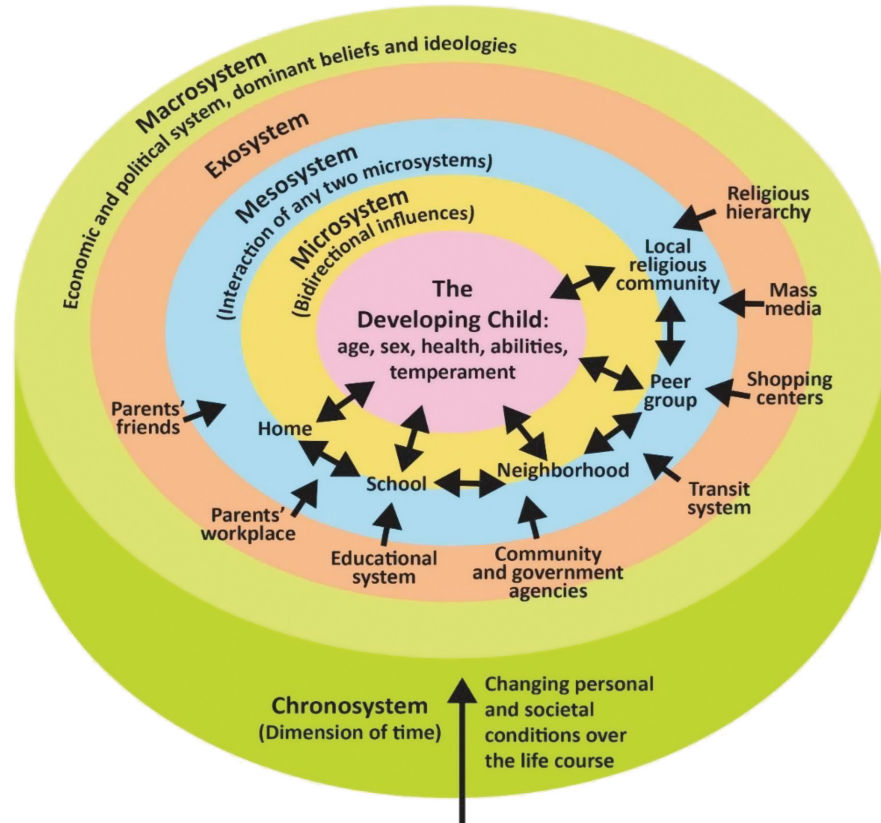 Macrosystem
Economic and political system, dominant beliefs and ideologies
Exosystem
Mesosystem
(Interaction of any two microsystems)
Microsystem
(Bidirectional influences)
The
Developing Child:
age, sex, health, abilities,
temperament
Religious
hierarchy
Local
religious
community
Mass
media
Peer
group
Shopping
centers
Parents’
friends
Home
School
Neighborhood
Transit
system
Parents’
workplace
Educational
system
Community
and government
agencies
Chronosystem
(Dimension of time)
Changing personal
and societal
conditions over
the life course